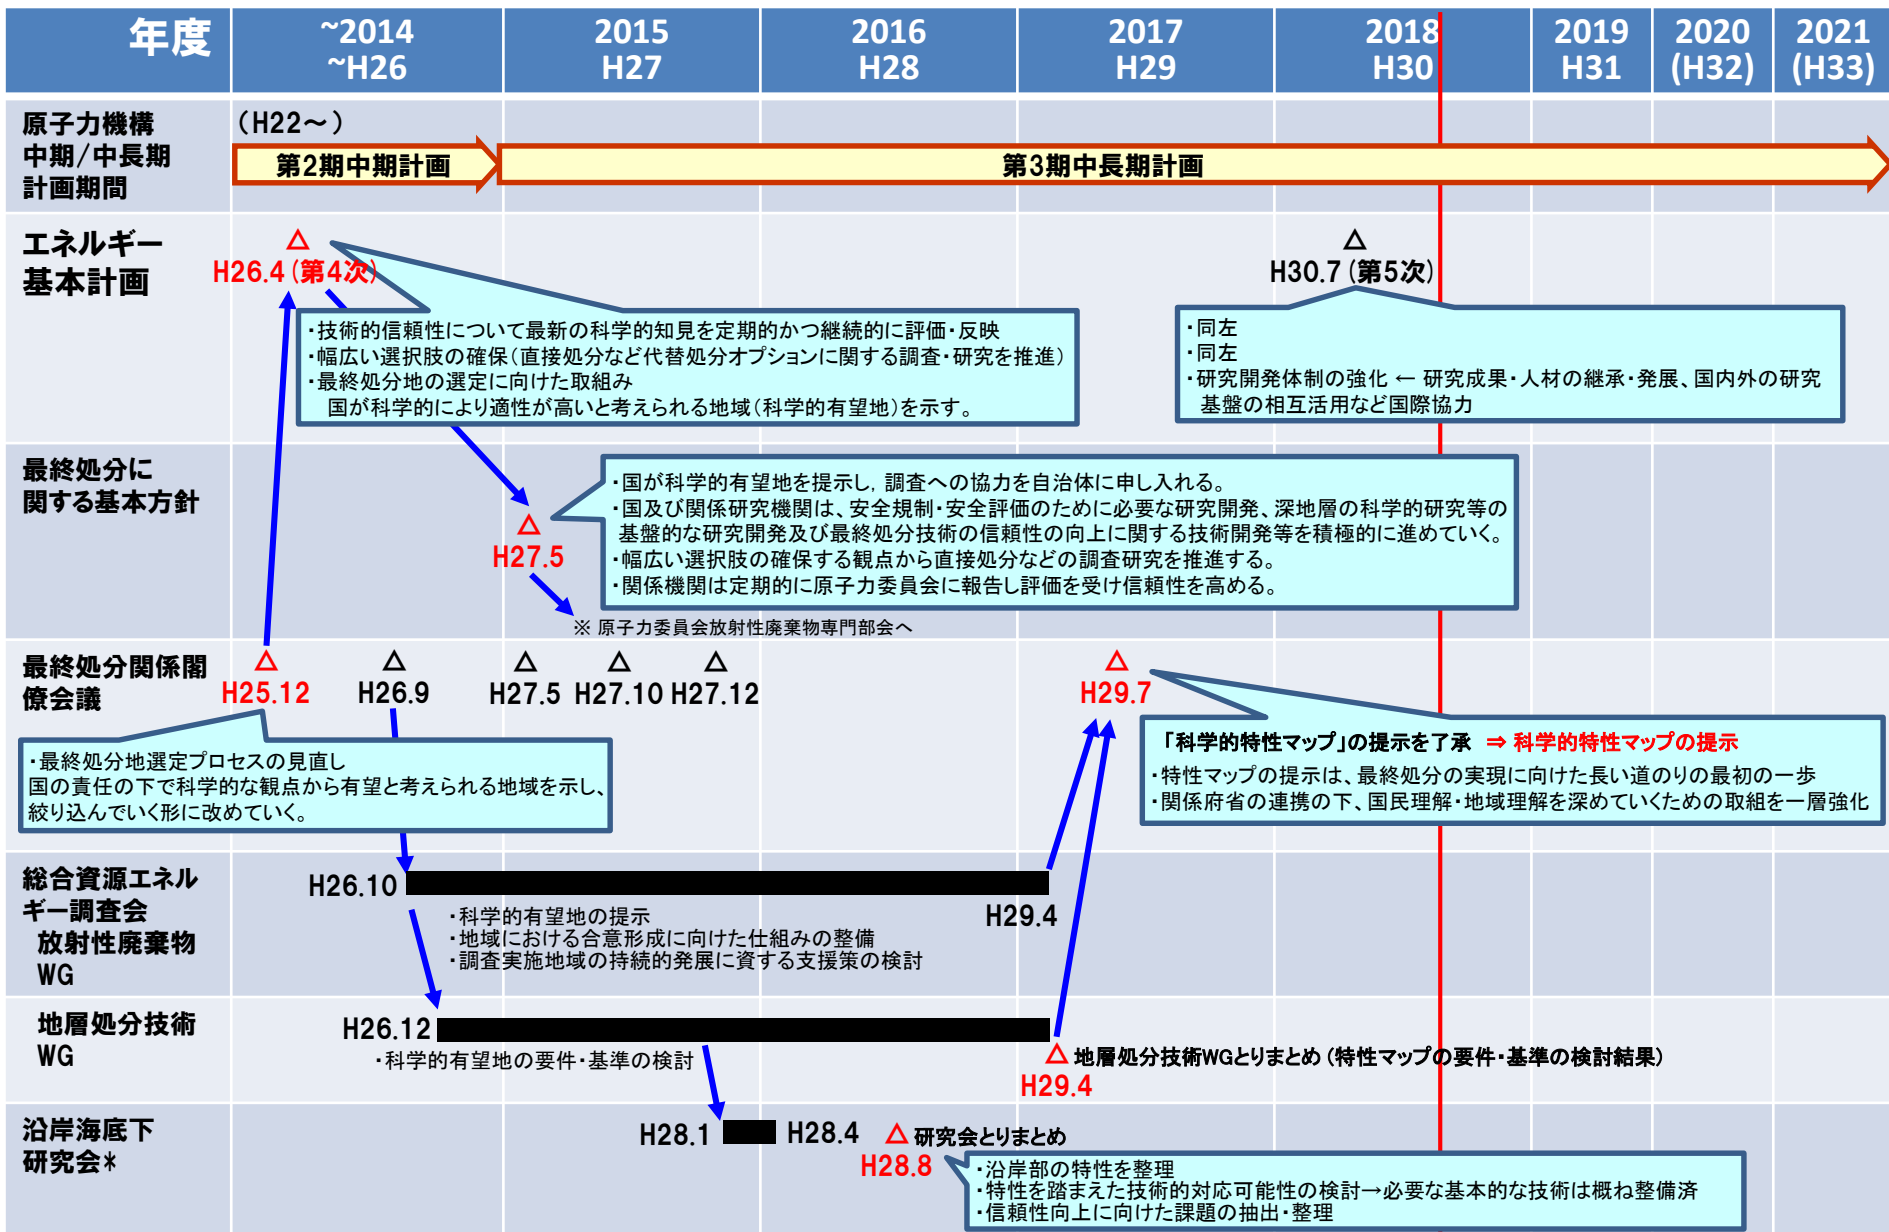 年度
~2014
~H26
2015
H27
2016
H28
2017
H29
2018
H30
2019
H31
2020
(H32)
2021
(H33)
原子力機構
中期/中長期
計画期間
(H22～)
第2期中期計画
第3期中長期計画
エネルギー
基本計画
△
H26.4(第4次)
・技術的信頼性について最新の科学的知見を定期的かつ継続的に評価・反映
・幅広い選択肢の確保(直接処分など代替処分オプションに関する調査・研究を推進)
・最終処分地の選定に向けた取組み
国が科学的により適性が高いと考えられる地域(科学的有望地)を示す。
△
H30.7(第5次)
・同左
・同左
・研究開発体制の強化 ← 研究成果・人材の継承・発展、国内外の研究
基盤の相互活用など国際協力
最終処分に
関する基本方針
△
H27.5
・国が科学的有望地を提示し，調査への協力を自治体に申し入れる。
・国及び関係研究機関は、安全規制・安全評価のために必要な研究開発、深地層の科学的研究等の
基盤的な研究開発及び最終処分技術の信頼性の向上に関する技術開発等を積極的に進めていく。
・幅広い選択肢の確保する観点から直接処分などの調査研究を推進する。
・関係機関は定期的に原子力委員会に報告し評価を受け信頼性を高める。
※ 原子力委員会放射性廃棄物専門部会へ
最終処分関係閣
僚会議
△ △ △ △ △ △
H25.12 H26.9 H27.5 H27.10 H27.12 H29.7
・最終処分地選定プロセスの見直し
国の責任の下で科学的な観点から有望と考えられる地域を示し、
絞り込んでいく形に改めていく。
「科学的特性マップ」の提示を了承 ⇒ 科学的特性マップの提示
・特性マップの提示は、最終処分の実現に向けた長い道のりの最初の一歩
・関係府省の連携の下、国民理解・地域理解を深めていくための取組を一層強化
総合資源エネル
ギー調査会
放射性廃棄物
WG
H26.10
H29.4
・科学的有望地の提示
・地域における合意形成に向けた仕組みの整備
・調査実施地域の持続的発展に資する支援策の検討
地層処分技術
WG
H26.12
・科学的有望地の要件・基準の検討
△ 地層処分技術WGとりまとめ(特性マップの要件・基準の検討結果)
H29.4
沿岸海底下
研究会*
H28.1
H28.4
△ 研究会とりまとめ
H28.8
・沿岸部の特性を整理
・特性を踏まえた技術的対応可能性の検討→必要な基本的な技術は概ね整備済
・信頼性向上に向けた課題の抽出・整理